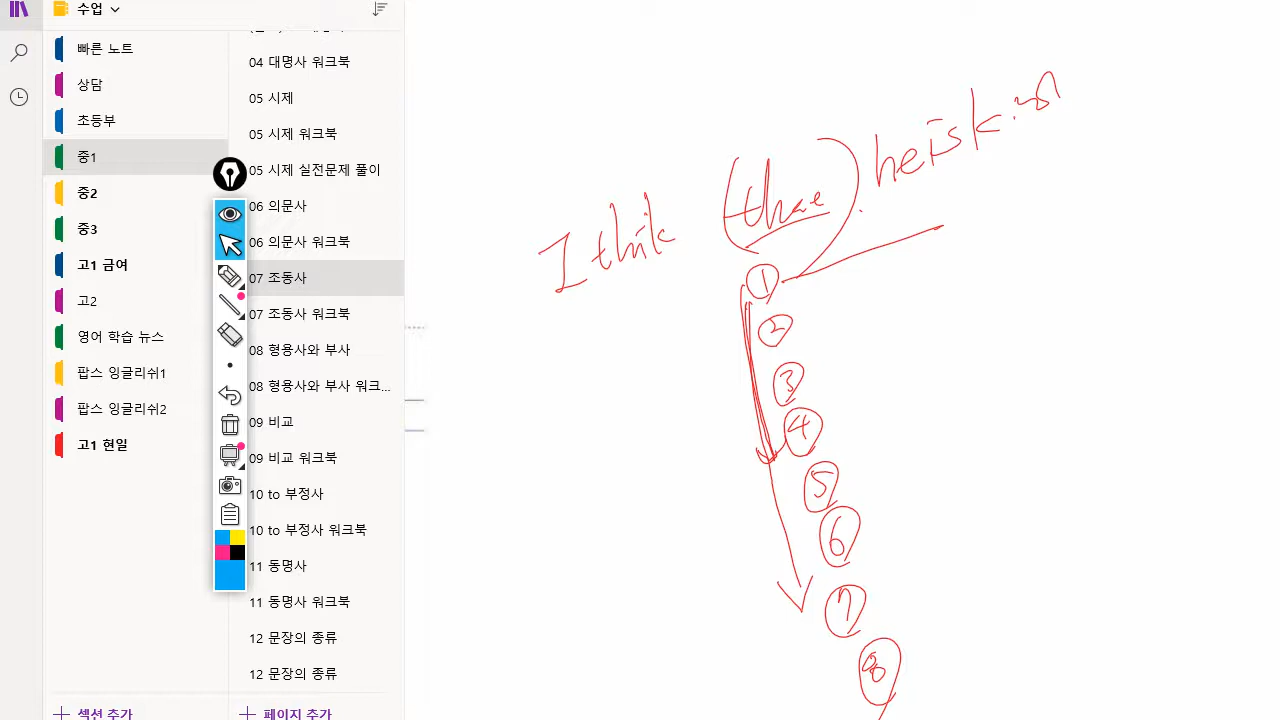 수업
빠른 노트
상담
초등부
중1
중2
중3
고1 금여
고2
영어 학습 뉴스
팝스 잉글리쉬1
팝스 잉글리쉬2
고1 현일
섹션 추가
04 대명사 워크북
05 시제
05 시제 워크북
05 시제 실전문제 풀이
06 의문사
06 의문사 워크북
07 조동사
07 조동사 워크북
08 형용사와 부사
08 형용사와 부사 워크...
09 비교
09 비교 워크북
10 to 부정사
10 to 부정사 워크북
11 동명사
11 동명사 워크북
12 문장의 종류
12 문장의 종류
페이지 추가
I thik (that) he is
①
②
③
④
⑤
⑥
⑦
⑧